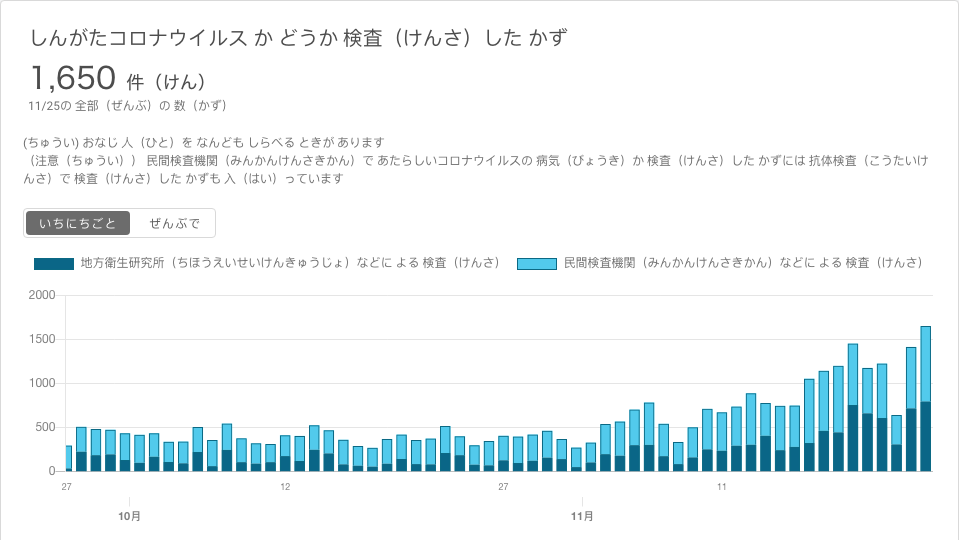 しんがたコロナウイルス か どうか 検査（けんさ）した かず
1,650 件（けん）
11/25の 全部（ぜんぶ）の 数（かず）
(ちゅうい) おなじ 人（ひと）を なんども しらべる ときが あります
（注意（ちゅうい）） 民間検査機関（みんかんけんさきかん）で あたらしいコロナウイルスの 病気（びょうき）か 検査（けんさ）した かずには 抗体検査（こうたいけ
んさ）で 検査（けんさ）した かずも 入（はい）っています
いちにちごと ぜんぶで
地方衛生研究所（ちほうえいせいけんきゅうじょ）などに よる 検査（けんさ） 民間検査機関（みんかんけんさきかん）などに よる 検査（けんさ）
2000
1500
1000
500
0
27 12 27 11
10月 11月